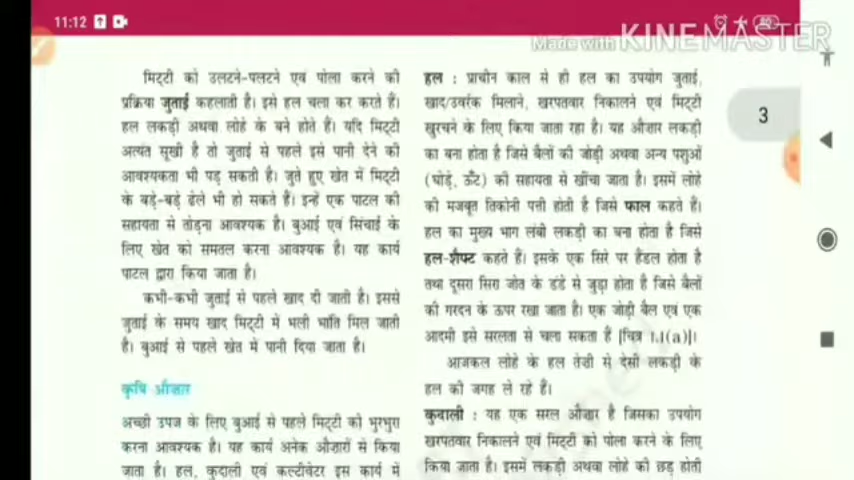 11:12
Made with KINEMASTER
मिट्टी को उलटने-पलटने एवं पोला करने की
प्रक्रिया जुताई कहलाती है। इसे हल चला कर करते हैं।
हल लकड़ी अथवा लोहे के बने होते हैं। यदि मिट्टी
अत्यंत सूखी है तो जुताई से पहले इसे पानी देने की
आवश्यकता भी पड़ सकती है। जुते हुए खेत में मिट्टी
के बड़े-बड़े ढेले भी हो सकते हैं। इन्हें एक पाटल की
सहायता से तोड़ना आवश्यक है। बुआई एवं सिंचाई के
लिए खेत को समतल करना आवश्यक है। यह कार्य
पाटल द्वारा किया जाता है।
कभी-कभी जुताई से पहले खाद दी जाती है। इससे
जुताई के समय खाद मिट्टी में भली भांति मिल जाती
है। बुआई से पहले खेत में पानी दिया जाता है।
कृषि औज़ार
अच्छी उपज के लिए बुआई से पहले मिट्टी को भुरभुरा
करना आवश्यक है। यह कार्य अनेक औज़ारों से किया
जाता है। हल, कुदाली एवं कल्टीवेटर इस कार्य में
हल : प्राचीन काल से ही हल का उपयोग जुताई,
खाद/उर्वरक मिलाने, खरपतवार निकालने एवं मिट्टी
खुरचने के लिए किया जाता रहा है। यह औज़ार लकड़ी
का बना होता है जिसे बैलों की जोड़ी अथवा अन्य पशुओं
(घोड़े, ऊँट) की सहायता से खींचा जाता है। इसमें लोहे
की मजबूत तिकोनी पत्ती होती है जिसे फाल कहते हैं।
हल का मुख्य भाग लंबी लकड़ी का बना होता है जिसे
हल-शैफ्ट कहते हैं। इसके एक सिरे पर हैंडल होता है
तथा दूसरा सिरा जोत के डंडे से जुड़ा होता है जिसे बैलों
की गरदन के ऊपर रखा जाता है। एक जोड़ी बैल एवं एक
आदमी इसे सरलता से चला सकता है [चित्र 1.1(a)]।
आजकल लोहे के हल तेज़ी से देसी लकड़ी के
हल की जगह ले रहे हैं।
कुदाली : यह एक सरल औज़ार है जिसका उपयोग
खरपतवार निकालने एवं मिट्टी को पोला करने के लिए
किया जाता है। इसमें लकड़ी अथवा लोहे की छड़ होती
3